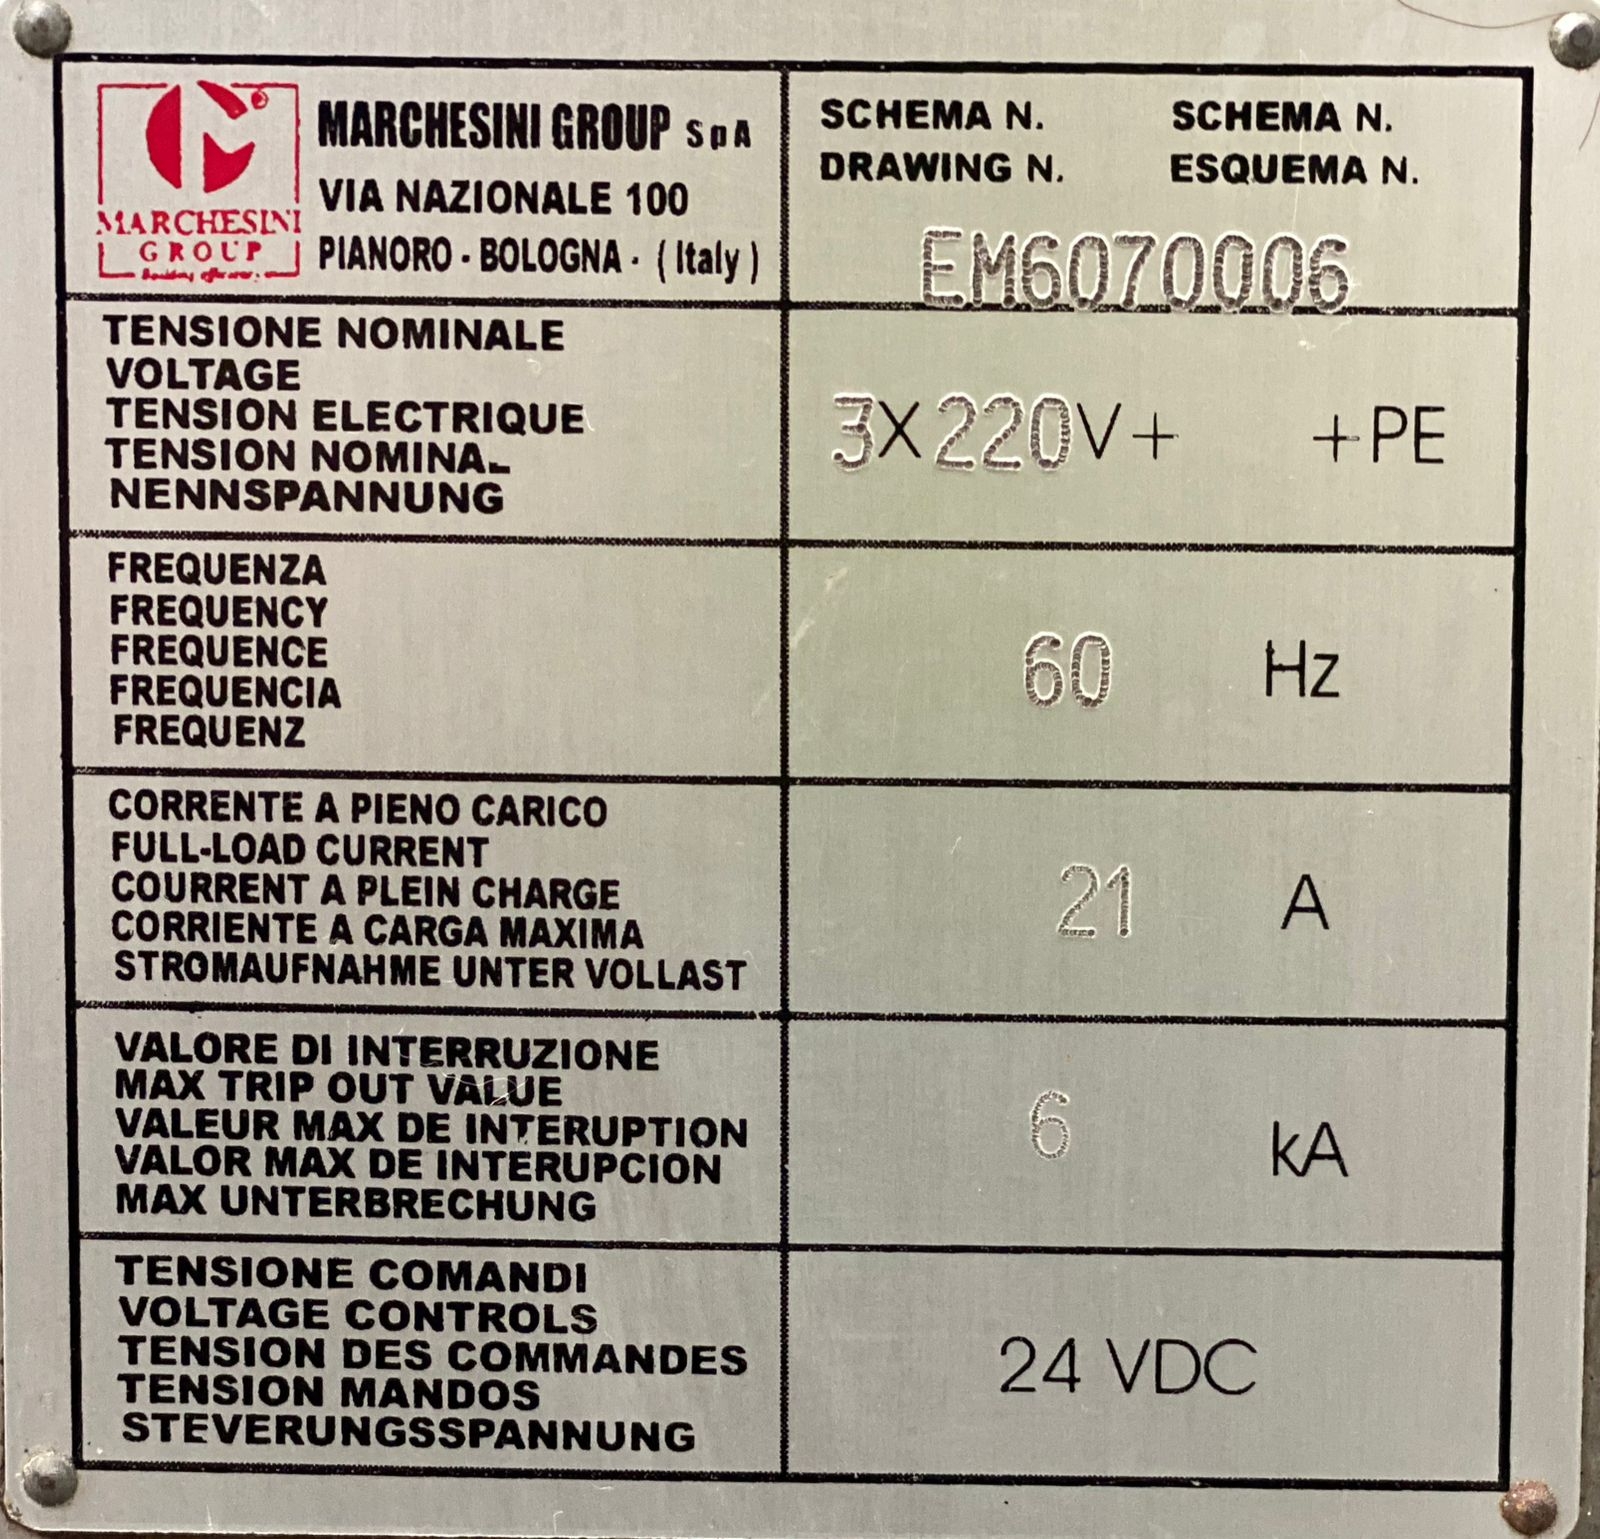 MARCHESINI
GROUP
MARCHESINI GROUP SpA
VIA NAZIONALE 100
PIANORO - BOLOGNA - (Italy)
SCHEMA N. SCHEMA N.
DRAWING N. ESQUEMA N.
EM6070006
TENSIONE NOMINALE
VOLTAGE
TENSION ELECTRIQUE
TENSION NOMINAL
NENNSPANNUNG
3X220V+ +PE
FREQUENZA
FREQUENCY
FREQUENCE
FREQUENCIA
FREQUENZ
60 Hz
CORRENTE A PIENO CARICO
FULL-LOAD CURRENT
COURRENT A PLEIN CHARGE
CORRIENTE A CARGA MAXIMA
STROMAUFNAHME UNTER VOLLAST
21 A
VALORE DI INTERRUZIONE
MAX TRIP OUT VALUE
VALEUR MAX DE INTERUPTION
VALOR MAX DE INTERUPCION
MAX UNTERBRECHUNG
6 kA
TENSIONE COMANDI
VOLTAGE CONTROLS
TENSION DES COMMANDES
TENSION MANDOS
STEVERUNGSSPANNUNG
24 VDC